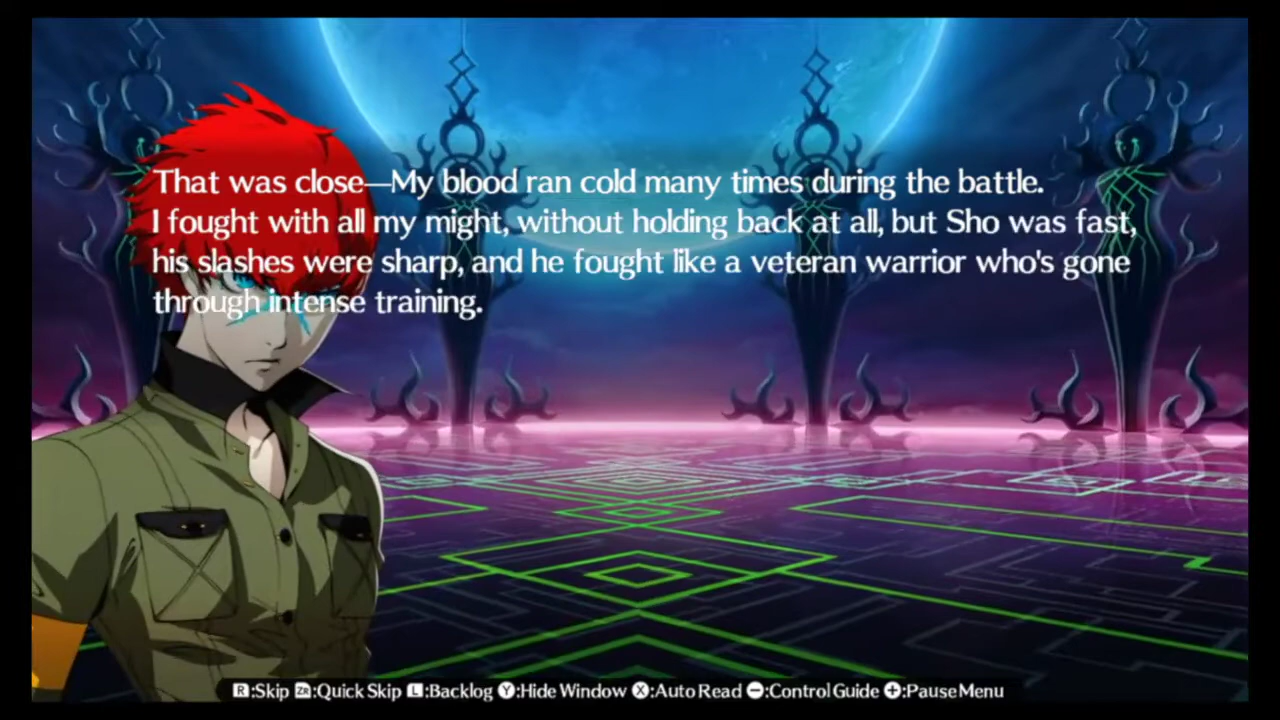 That was close—My blood ran cold many times during the battle.
I fought with all my might, without holding back at all, but Sho was fast,
his slashes were sharp, and he fought like a veteran warrior who's gone
through intense training.
R:Skip ZR:Quick Skip L:Backlog Y:Hide Window X:Auto Read −:Control Guide +:Pause Menu